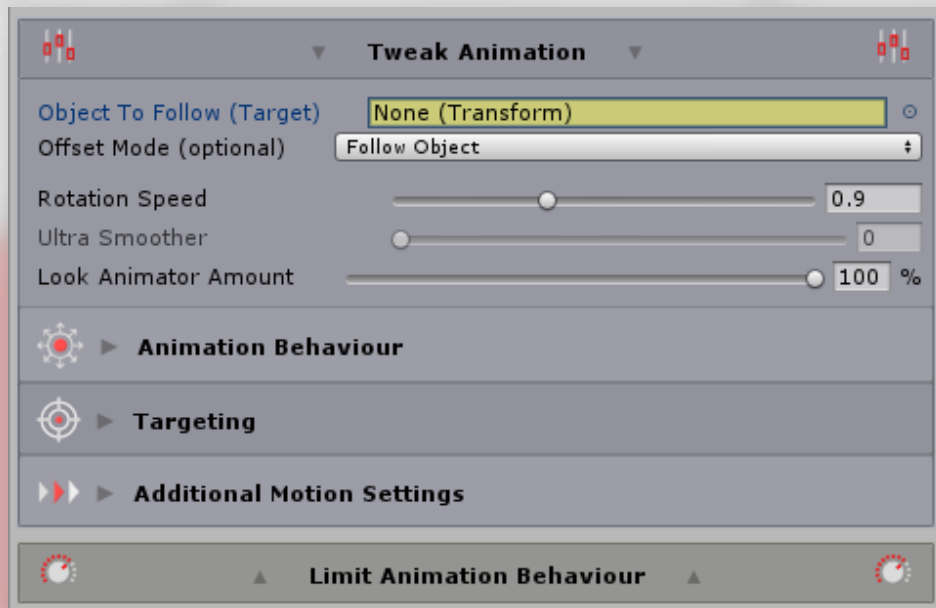 Tweak Animation
Object To Follow (Target) None (Transform)
Offset Mode (optional) Follow Object
Rotation Speed 0.9
Ultra Smoother 0
Look Animator Amount 100 %
Animation Behaviour
Targeting
Additional Motion Settings
Limit Animation Behaviour